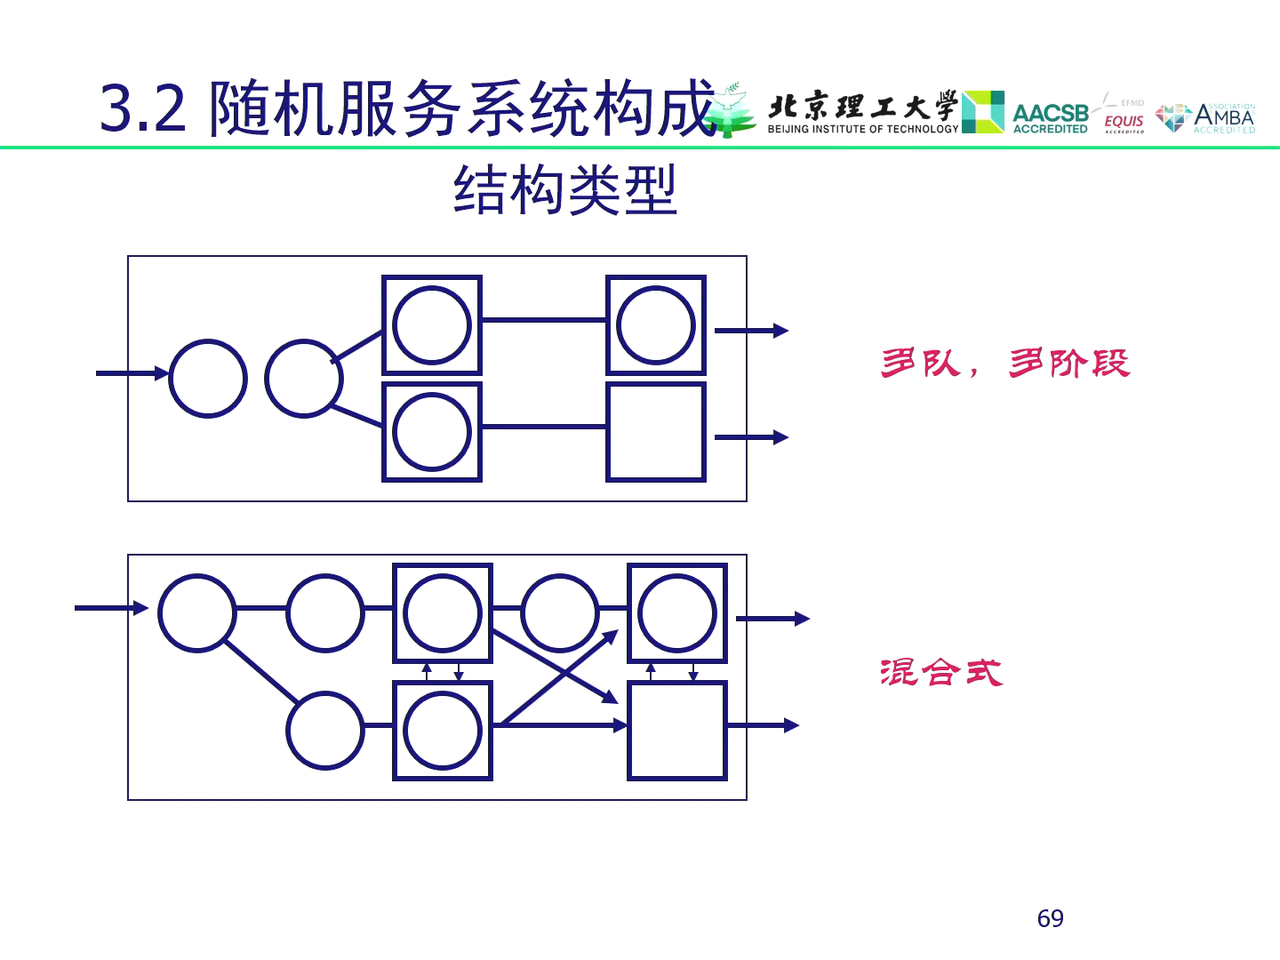 3.2 随机服务系统构成
北京理工大学
BEIJING INSTITUTE OF TECHNOLOGY
AACSB
ACCREDITED
EFMD
EQUIS
ACCREDITED
ASSOCIATION
AMBA
ACCREDITED
结构类型
多队，多阶段
混合式
69